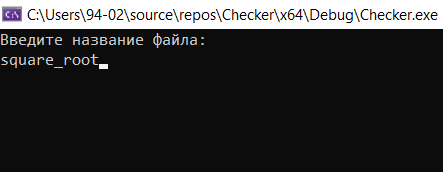 C:\Users\94-02\source\repos\Checker\x64\Debug\Checker.exe
Введите название файла:
square_root